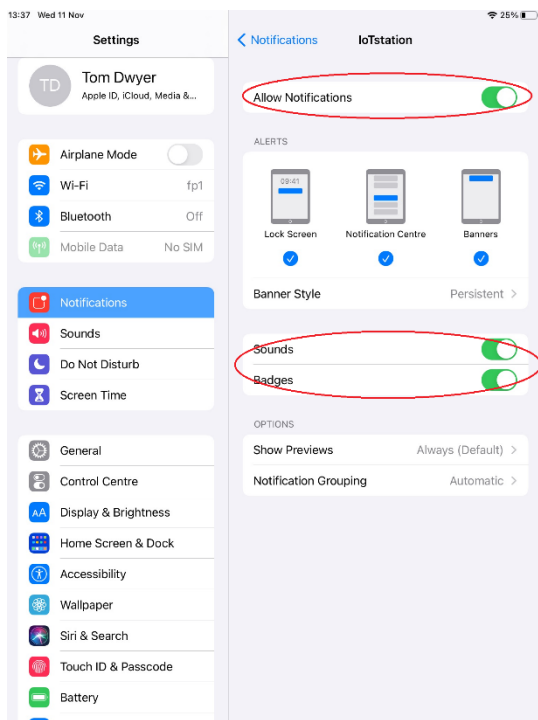 13:37 Wed 11 Nov
25%
Settings
TD
Tom Dwyer
Apple ID, iCloud, Media &...
Airplane Mode
Wi-Fi fp1
Bluetooth Off
Mobile Data No SIM
Notifications
Sounds
Do Not Disturb
Screen Time
General
Control Centre
AA Display & Brightness
Home Screen & Dock
Accessibility
Wallpaper
Siri & Search
Touch ID & Passcode
Battery
Notifications IoTstation
Allow Notifications
ALERTS
09:41
Lock Screen Notification Centre Banners
Banner Style Persistent
Sounds
Badges
OPTIONS
Show Previews Always (Default)
Notification Grouping Automatic